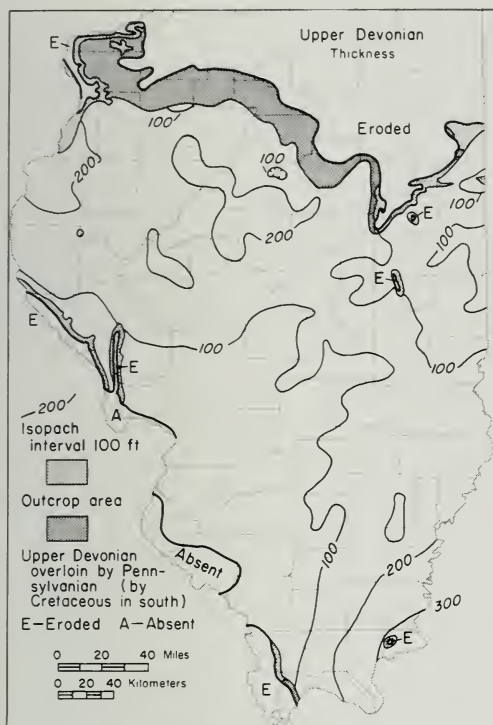 Upper Devonian
Thickness
E
Eroded
100
200
100
200
E
100
100
E
E
100
100
E
A
200
Isopach
interval 100 ft
Outcrop area
Upper Devonian
overloin by Penn-
sylvanian (by
Cretaceous in south)
E-Eroded A-Absent
Absent
100
200
300
E
E
0 20 40 Miles
0 20 40 Kilometers